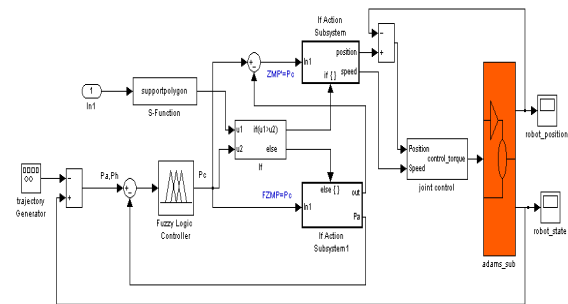 If Action
Subsystem
position
In1
if { }
speed
ZMP'=Pc
1
In1
supportpolygon
S-Function
u1
if(u1>u2)
u2
else
If
Position
Speed
control_torque
joint control
robot_position
Pa,Ph
Pc
trajectory
Generator
Fuzzy Logic
Controller
FZMP=Pc
else { }
out
In1
Pa
If Action
Subsystem1
adams_sub
robot_state